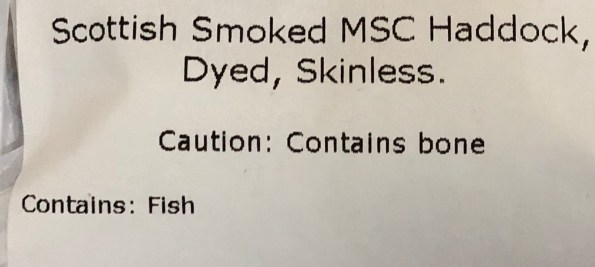 Scottish Smoked MSC Haddock,
Dyed, Skinless.
Caution: Contains bone
Contains: Fish